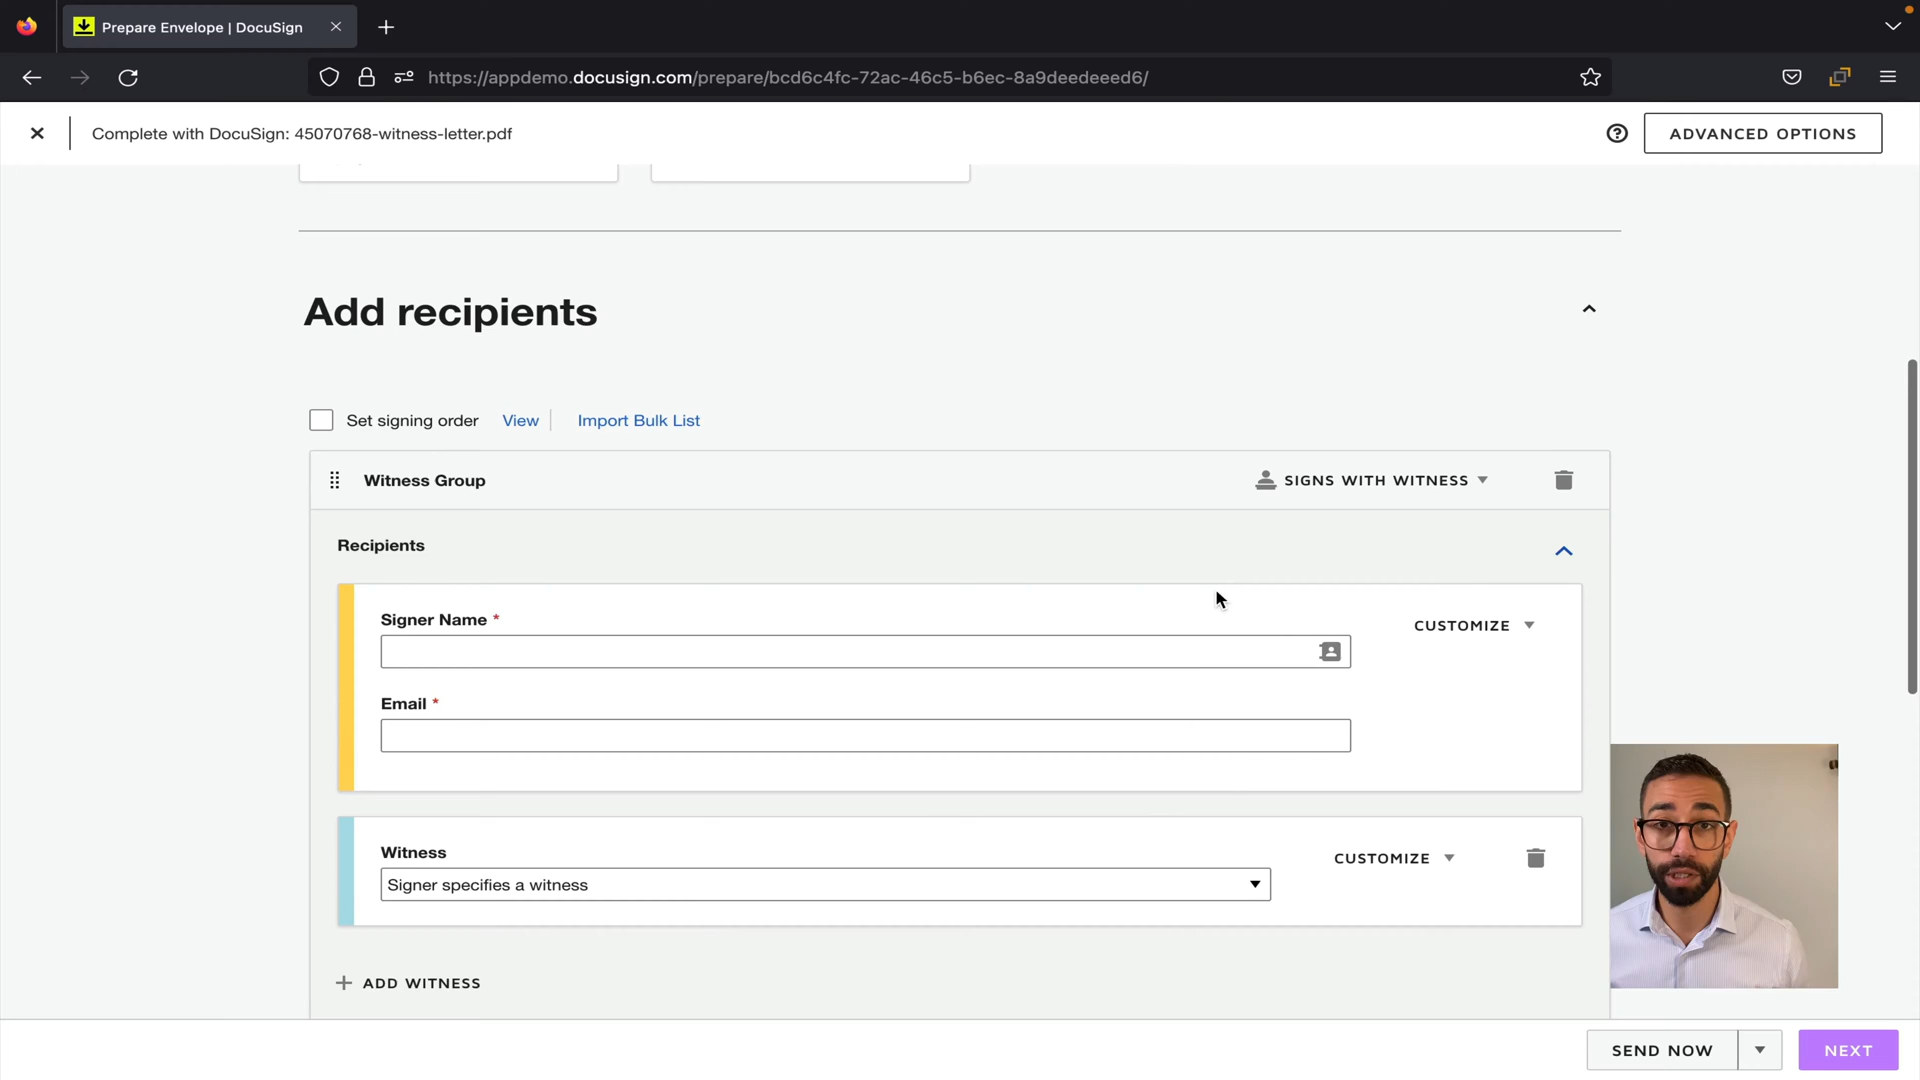 Prepare Envelope | DocuSign
https://appdemo.docusign.com/prepare/bcd6c4fc-72ac-46c5-b6ec-8a9deedeeed6/
Complete with DocuSign: 45070768-witness-letter.pdf
ADVANCED OPTIONS
Add recipients
Set signing order View Import Bulk List
Witness Group SIGNS WITH WITNESS
Recipients
Signer Name * CUSTOMIZE
Email *
Witness CUSTOMIZE
Signer specifies a witness
+ ADD WITNESS
SEND NOW NEXT